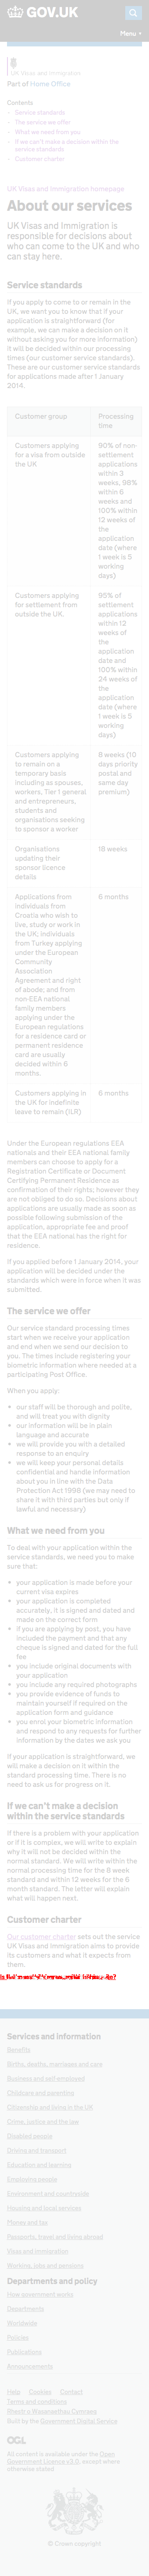 GOV.UK
Menu
UK Visas and Immigration
Part of Home Office
Contents
Service standards
The service we offer
What we need from you
If we can't make a decision within the
service standards
Customer charter
UK Visas and Immigration homepage
About our services
UK Visas and Immigration is
responsible for decisions about
who can come to the UK and who
can stay here.
Service standards
If you apply to come to or remain in the
UK, we want you to know that if your
application is straightforward (for
example, we can make a decision on it
without asking you for more information)
it will be decided within our processing
times (our customer service standards).
These are our customer service standards
for applications made after 1 January
2014.
Customer group
Processing
time
Customers applying
for a visa from outside
the UK
90% of non-
settlement
applications
within 3
weeks, 98%
within 6
weeks and
100% within
12 weeks of
the
application
date (where
1 week is 5
working
days)
Customers applying
for settlement from
outside the UK.
95% of
settlement
applications
within 12
weeks of
the
application
date and
100% within
24 weeks of
the
application
date (where
1 week is 5
working
days)
Customers applying
to remain on a
temporary basis
including as spouses,
workers, Tier 1 general
and entrepreneurs,
students and
organisations seeking
to sponsor a worker
8 weeks (10
days priority
postal and
same day
premium)
Organisations
updating their
sponsor licence
details
18 weeks
Applications from
individuals from
Croatia who wish to
live, study or work in
the UK; individuals
from Turkey applying
under the European
Community
Association
Agreement and right
of abode; and from
non-EEA national
family members
applying under the
European regulations
for a residence card or
permanent residence
card are usually
decided within 6
months.
6 months
Customers applying in
the UK for indefinite
leave to remain (ILR)
6 months
Under the European regulations EEA
nationals and their EEA national family
members can choose to apply for a
Registration Certificate or Document
Certifying Permanent Residence as
confirmation of their rights, however they
are not obliged to do so. Decisions about
applications are usually made as soon as
possible following submission of the
application, appropriate fee and proof
that the EEA national has the right for
residence.
If you applied before 1 January 2014, your
application will be decided under the
standards which were in force when it was
submitted.
The service we offer
Our service standard processing times
start when we receive your application
and end when we send our decision to
you. The times include registering your
biometric information where needed at a
participating Post Office.
When you apply:
our staff will be thorough and polite,
and will treat you with dignity
our information will be in plain
language and accurate
we will provide you with a detailed
response to an enquiry
we will keep your personal details
confidential and handle information
about you in line with the Data
Protection Act 1998 (we may need to
share it with third parties but only if
lawful and necessary)
What we need from you
To deal with your application within the
service standards, we need you to make
sure that:
your application is made before your
current visa expires
your application is completed
accurately, it is signed and dated and
made on the correct form
if you are applying by post, you have
included the payment and that any
cheque is signed and dated for the full
fee
you include original documents with
your application
you include any required photographs
you provide evidence of funds to
maintain yourself if required on the
application form and guidance
you enrol your biometric information
and respond to any requests for further
information by the dates we ask you
If your application is straightforward, we
will make a decision on it within the
standard processing time. There is no
need to ask us for progress on it.
If we can't make a decision
within the service standards
If there is a problem with your application
or if it is complex, we will write to explain
why it will not be decided within our
service standards. We will write within the
normal processing time for the 8 week
standard and within 12 weeks for the 6
month standard. The letter will explain
what will happen next.
Customer charter
Our customer charter sets out the service
UK Visas and Immigration aims to provide
its customers and what it expects from
them.
Services and information
Benefits
Births, deaths, marriages and care
Business and self-employed
Childcare and parenting
Citizenship and living in the UK
Crime, justice and the law
Disabled people
Driving and transport
Education and learning
Employing people
Environment and countryside
Housing and local services
Money and tax
Passports, travel and living abroad
Visas and immigration
Working, jobs and pensions
Departments and policy
How government works
Departments
Worldwide
Policies
Publications
Announcements
Help Cookies Contact
Terms and conditions
Rhestr o Wasanaethau Cymraeg
Built by the Government Digital Service
OGL
All content is available under the Open
Government Licence v3.0, except where
otherwise stated
© Crown copyright